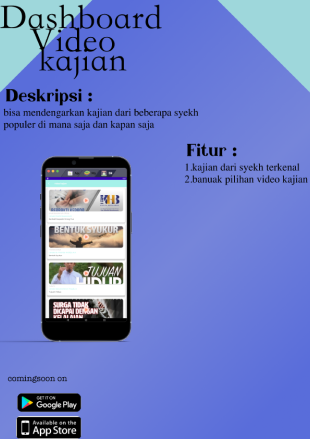 Dashboard
Video
kajian
Deskripsi :
bisa mendengarkan kajian dari beberapa syekh
populer di mana saja dan kapan saja
Fitur :
1.kajian dari syekh terkenal
2.banuak pilihan video kajian
BENTUK SYUKUR
TUJUAN
HIDUP
SURGA TIDAK
DICAPAI DENGAN
KELALAIAN
comingsoon on
GET IT ON
Google Play
Available on the
App Store